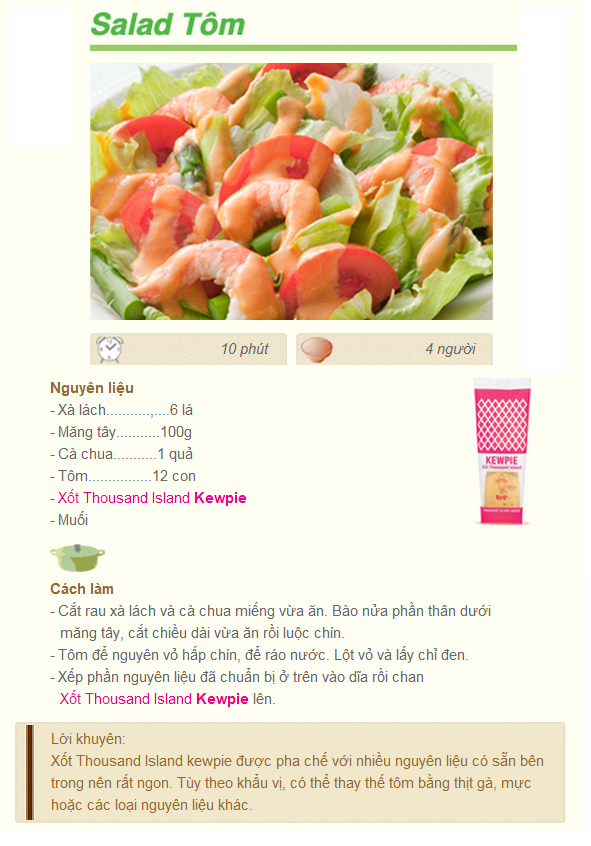 Salad Tôm
10 phút
4 người
Nguyên liệu
- Xà lách...........,....6 lá
- Măng tây...........100g
- Cà chua...........1 quả
- Tôm................12 con
- Xốt Thousand Island Kewpie
- Muối
KEWPIE
Xốt Thousand Island
Cách làm
- Cắt rau xà lách và cà chua miếng vừa ăn. Bào nửa phần thân dưới
măng tây, cắt chiều dài vừa ăn rồi luộc chín.
- Tôm để nguyên vỏ hấp chín, để ráo nước. Lột vỏ và lấy chỉ đen.
- Xếp phần nguyên liệu đã chuẩn bị ở trên vào dĩa rồi chan
Xốt Thousand Island Kewpie lên.
Lời khuyên:
Xốt Thousand Island kewpie được pha chế với nhiều nguyên liệu có sẵn bên
trong nên rất ngon. Tùy theo khẩu vị, có thể thay thế tôm bằng thịt gà, mực
hoặc các loại nguyên liệu khác.